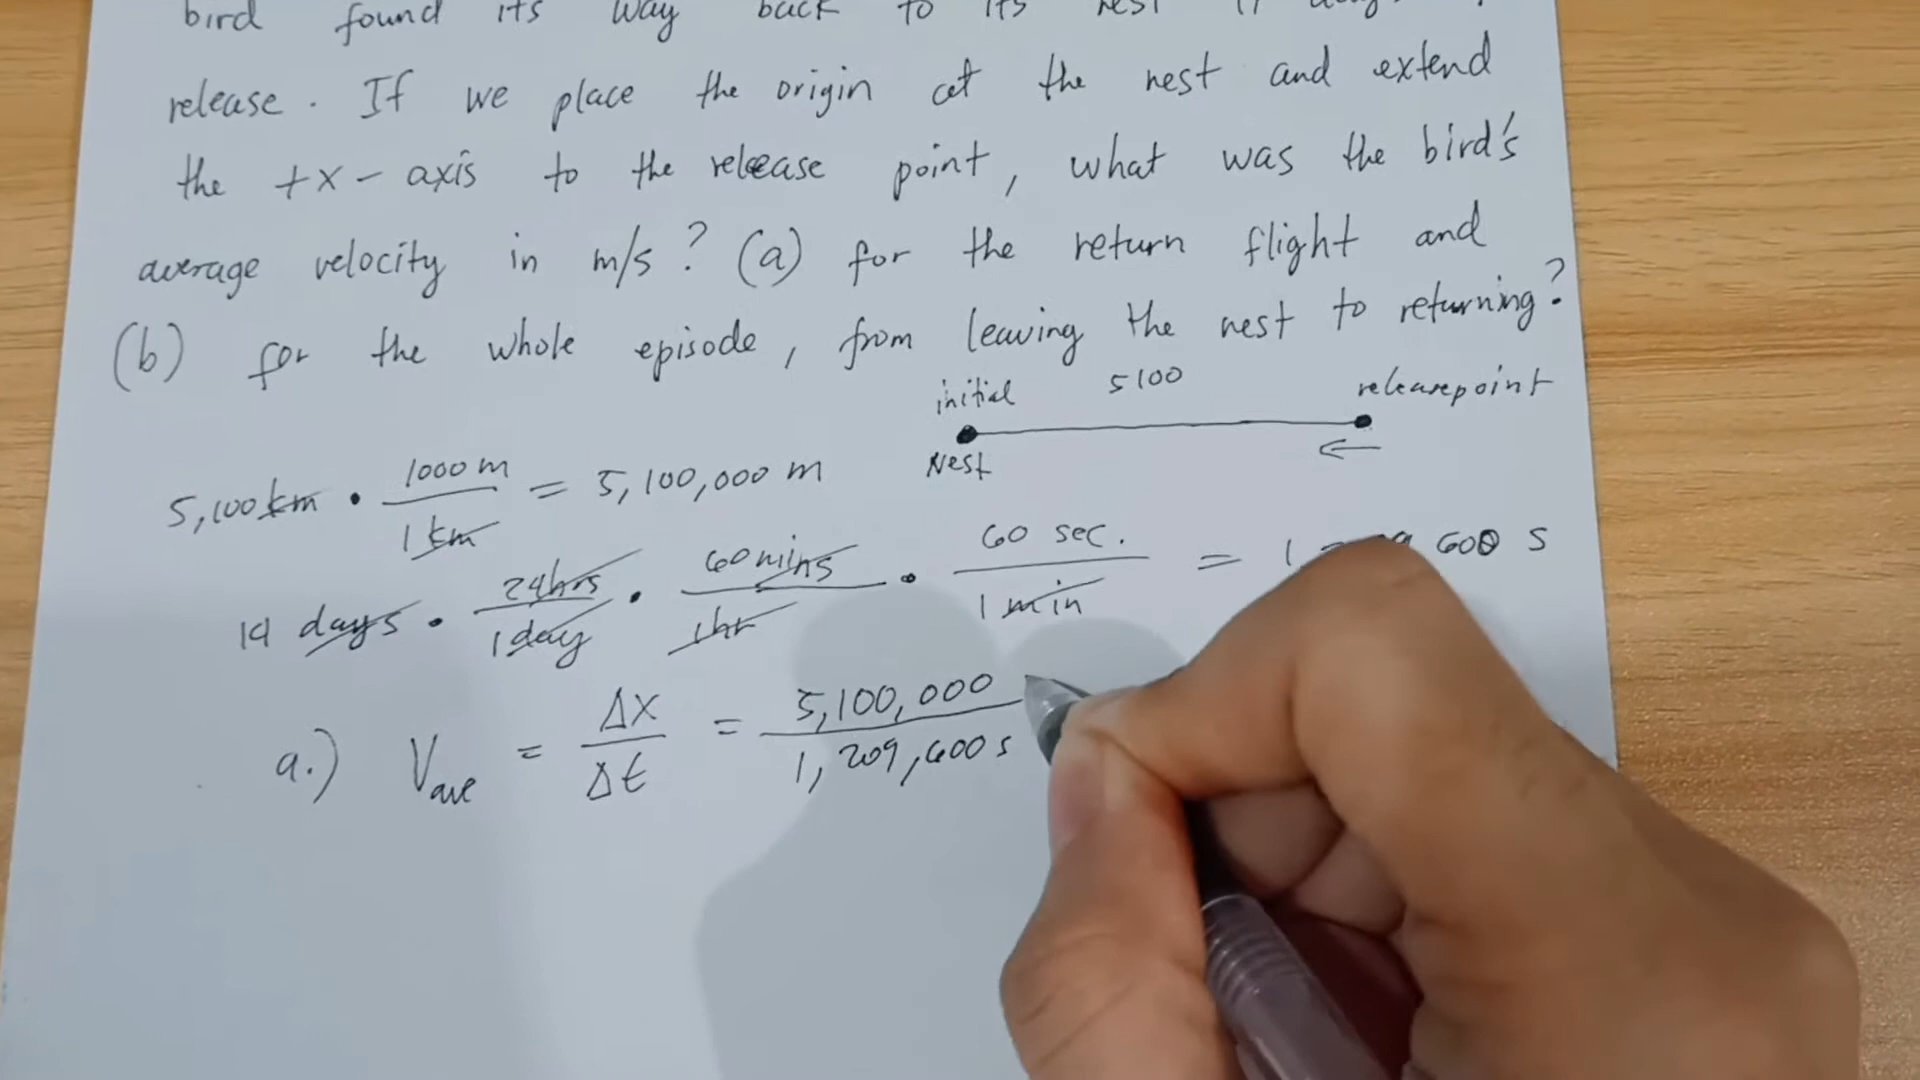 bird found its way back to its nest
release. If we place the origin at the nest and extend
the +x-axis to the release point, what was the bird's
average velocity in m/s? (a) for the return flight and
(b) for the whole episode, from leaving the nest to returning?
initial 5100 releasepoint
Nest
5,100 km • 1000 m / 1 km = 5,100,000 m
14 days • 24hrs / 1 day • 60 mins / 1 hr • 60 sec. / 1 min = 600 s
a.) Vave = Δx / Δt = 5,100,000 / 1,209,600 s